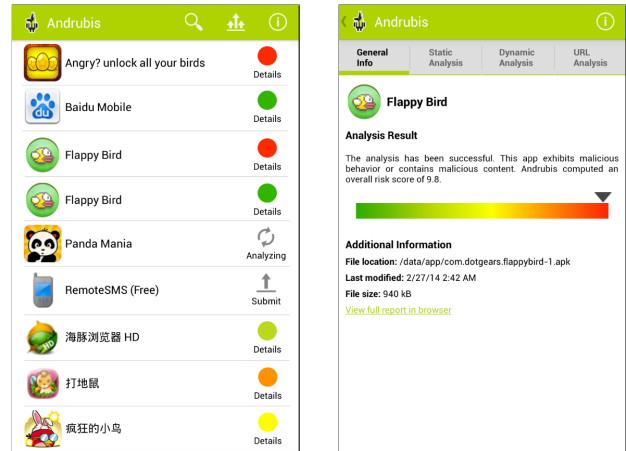 Andrubis
Angry? unlock all your birds
Details
Baidu Mobile
Details
Flappy Bird
Details
Flappy Bird
Details
Panda Mania
Analyzing
RemoteSMS (Free)
Submit
海豚浏览器 HD
Details
打地鼠
Details
疯狂的小鸟
Details
Andrubis
General Info
Static Analysis
Dynamic Analysis
URL Analysis
Flappy Bird
Analysis Result
The analysis has been successful. This app exhibits malicious
behavior or contains malicious content. Andrubis computed an
overall risk score of 9.8.
Additional Information
File location: /data/app/com.dotgears.flappybird-1.apk
Last modified: 2/27/14 2:42 AM
File size: 940 kB
View full report in browser